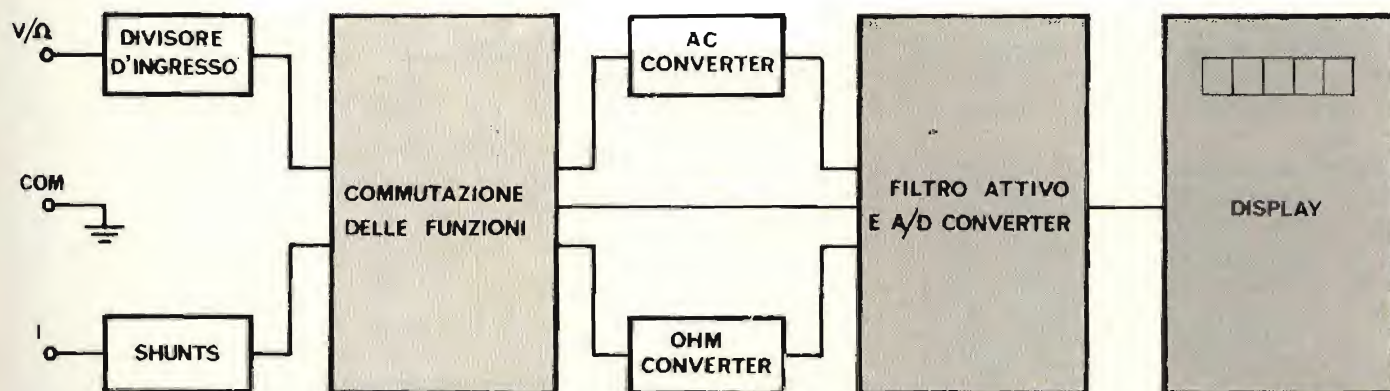 V/Ω
DIVISORE
D'INGRESSO
COM
I
SHUNTS
COMMUTAZIONE
DELLE FUNZIONI
AC
CONVERTER
OHM
CONVERTER
FILTRO ATTIVO
E A/D CONVERTER
DISPLAY